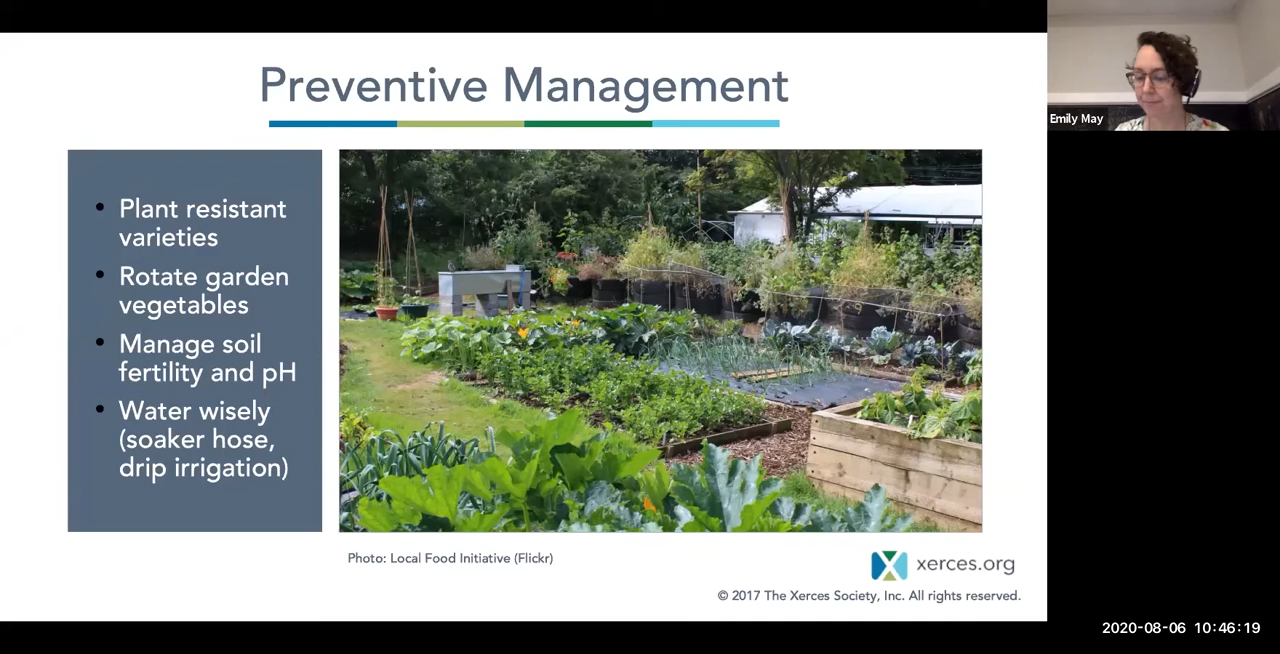 Preventive Management
Emily May
• Plant resistant
varieties
• Rotate garden
vegetables
• Manage soil
fertility and pH
• Water wisely
(soaker hose,
drip irrigation)
Photo: Local Food Initiative (Flickr)
xerces.org
© 2017 The Xerces Society, Inc. All rights reserved.
2020-08-06 10:46:19